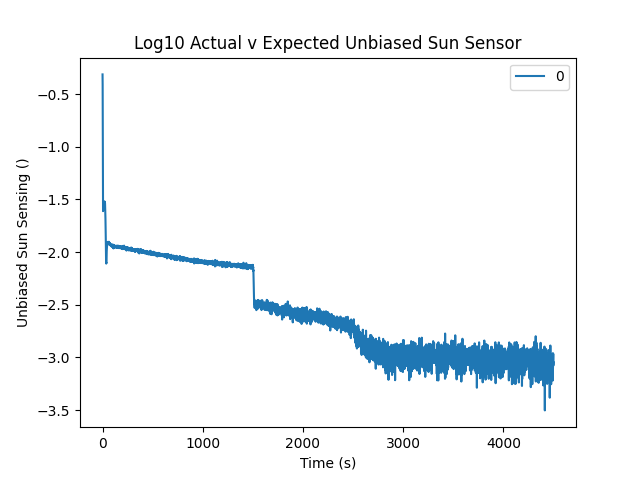 Log10 Actual v Expected Unbiased Sun Sensor
0
Unbiased Sun Sensing ()
−0.5
−1.0
−1.5
−2.0
−2.5
−3.0
−3.5
0 1000 2000 3000 4000
Time (s)